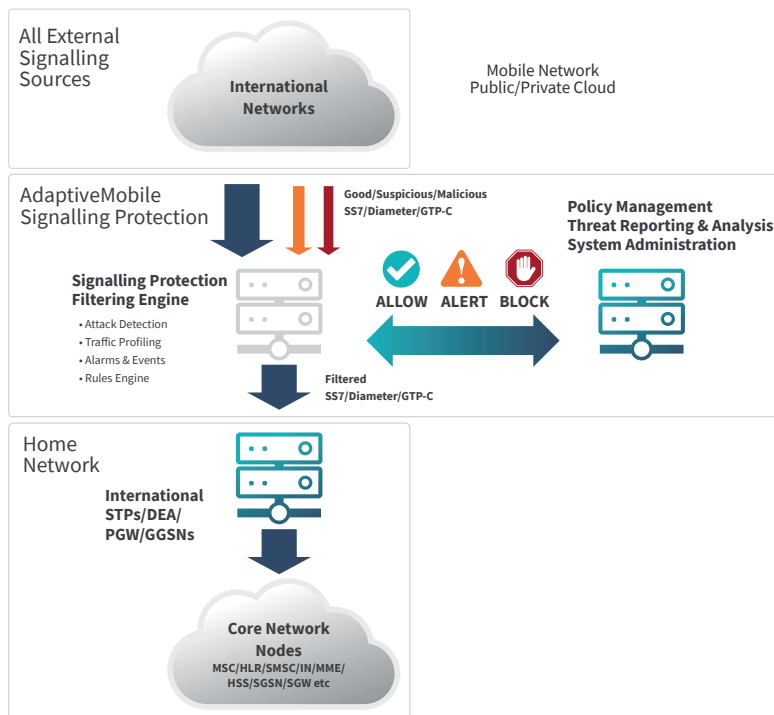 All External
Signalling
Sources
International
Networks
Mobile Network
Public/Private Cloud
AdaptiveMobile
Signalling Protection
Good/Suspicious/Malicious
SS7/Diameter/GTP-C
Policy Management
Threat Reporting & Analysis
System Administration
Signalling Protection
Filtering Engine
• Attack Detection
• Traffic Profiling
• Alarms & Events
• Rules Engine
ALLOW ALERT BLOCK
Filtered
SS7/Diameter/GTP-C
Home
Network
International
STPs/DEA/
PGW/GGSNs
Core Network
Nodes
MSC/HLR/SMSC/IN/MME/
HSS/SGSN/SGW etc